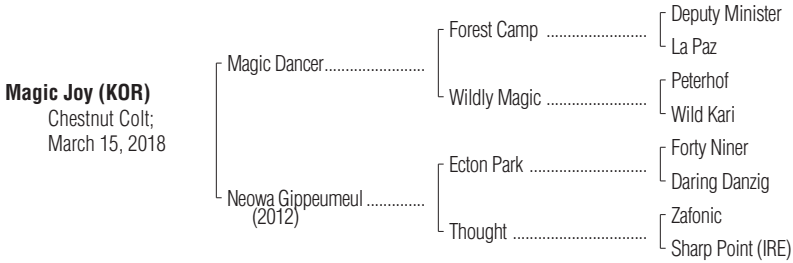 Magic Joy (KOR)
Chestnut Colt;
March 15, 2018
Magic Dancer.......................
Neowa Gippeumeul .............
(2012)
Forest Camp .......................
Wildly Magic .......................
Ecton Park ..........................
Thought ..............................
Deputy Minister
La Paz
Peterhof
Wild Kari
Forty Niner
Daring Danzig
Zafonic
Sharp Point (IRE)